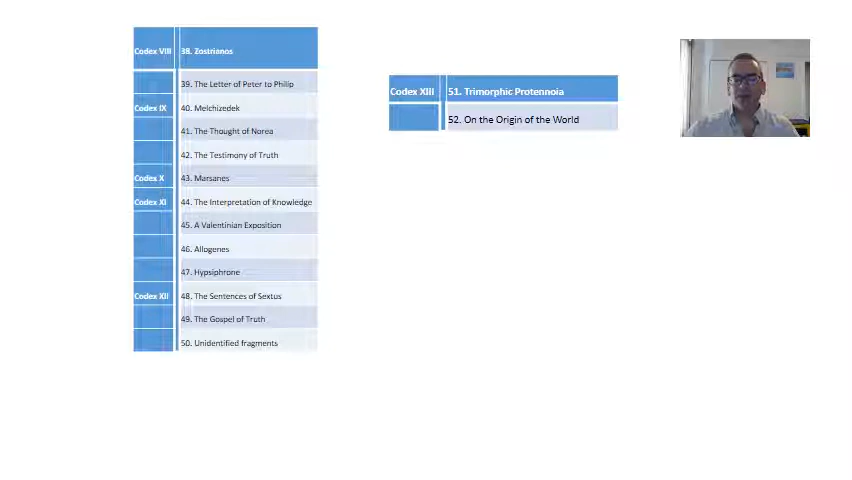 Codex VIII 38. Zostrianos
39. The Letter of Peter to Philip
Codex IX 40. Melchizedek
41. The Thought of Norea
42. The Testimony of Truth
Codex X 43. Marsanes
Codex XI 44. The Interpretation of Knowledge
45. A Valentinian Exposition
46. Allogenes
47. Hypsiphrone
Codex XII 48. The Sentences of Sextus
49. The Gospel of Truth
50. Unidentified fragments
Codex XIII 51. Trimorphic Protennoia
52. On the Origin of the World